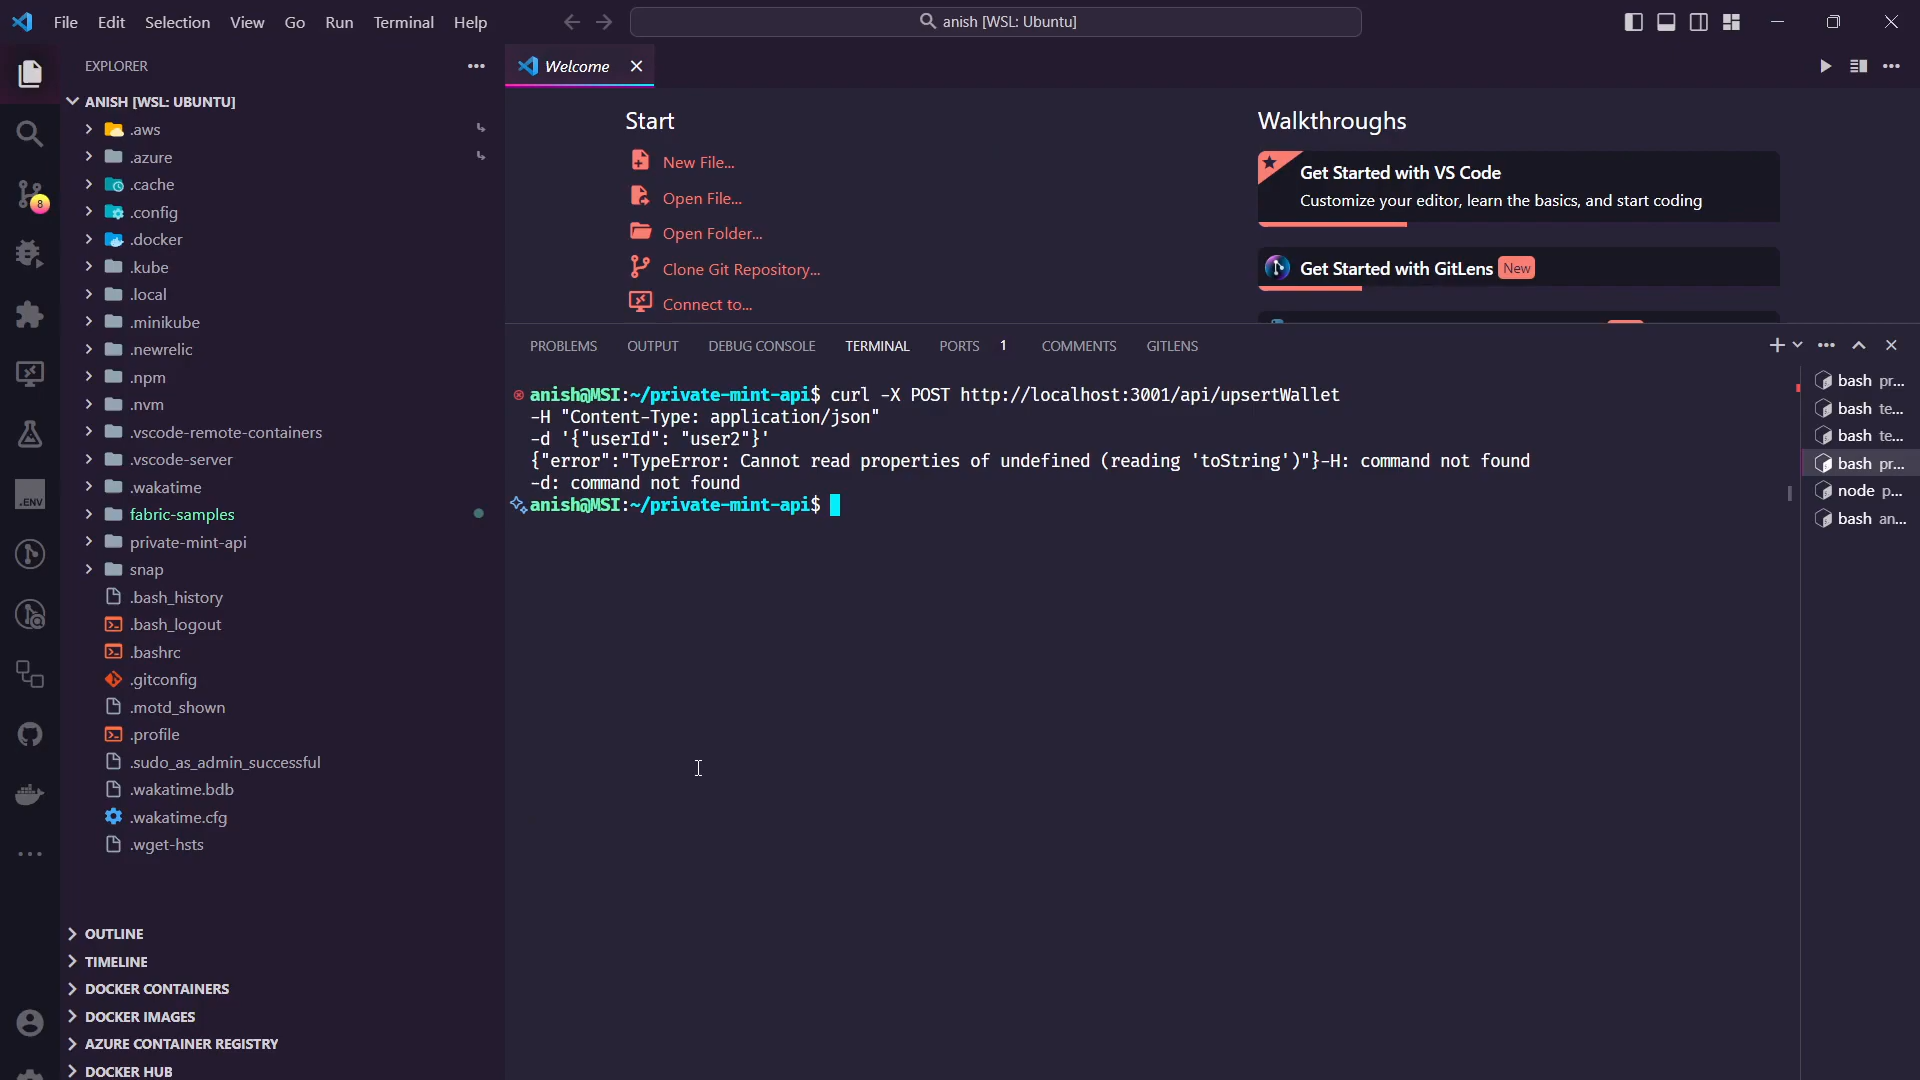 File Edit Selection View Go Run Terminal Help
anish [WSL: Ubuntu]
EXPLORER
ANISH [WSL: UBUNTU]
.aws
.azure
.cache
.config
.docker
.kube
.local
.minikube
.newrelic
.npm
.nvm
.vscode-remote-containers
.vscode-server
.wakatime
fabric-samples
private-mint-api
snap
.bash_history
.bash_logout
.bashrc
.gitconfig
.motd_shown
.profile
.sudo_as_admin_successful
.wakatime.bdb
.wakatime.cfg
.wget-hsts
OUTLINE
TIMELINE
DOCKER CONTAINERS
DOCKER IMAGES
AZURE CONTAINER REGISTRY
DOCKER HUB
8
.ENV
Welcome
Start
New File...
Open File...
Open Folder...
Clone Git Repository...
Connect to...
Walkthroughs
Get Started with VS Code
Customize your editor, learn the basics, and start coding
Get Started with GitLens New
PROBLEMS OUTPUT DEBUG CONSOLE TERMINAL PORTS 1 COMMENTS GITLENS
anish@MSI:~/private-mint-api$ curl -X POST http://localhost:3001/api/upsertWallet
-H "Content-Type: application/json"
-d '{"userId": "user2"}'
{"error":"TypeError: Cannot read properties of undefined (reading 'toString')"}-H: command not found
-d: command not found
anish@MSI:~/private-mint-api$
bash pr...
bash te...
bash te...
bash pr...
node p...
bash an...